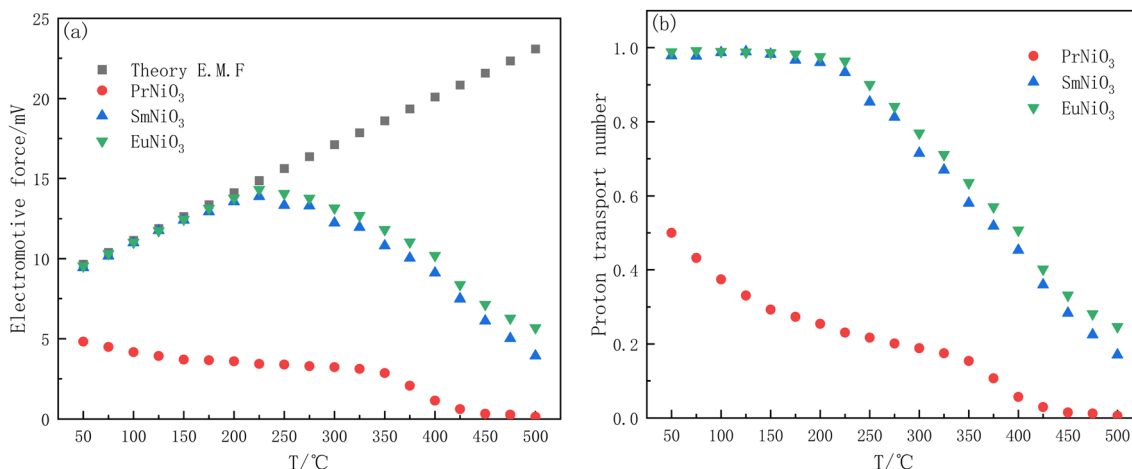 (a)
Electromotive force/mV
25
20
15
10
5
0
Theory E.M.F
PrNiO₃
SmNiO₃
EuNiO₃
50 100 150 200 250 300 350 400 450 500
T/℃
(b)
Proton transport number
1.0
0.8
0.6
0.4
0.2
0.0
PrNiO₃
SmNiO₃
EuNiO₃
50 100 150 200 250 300 350 400 450 500
T/℃